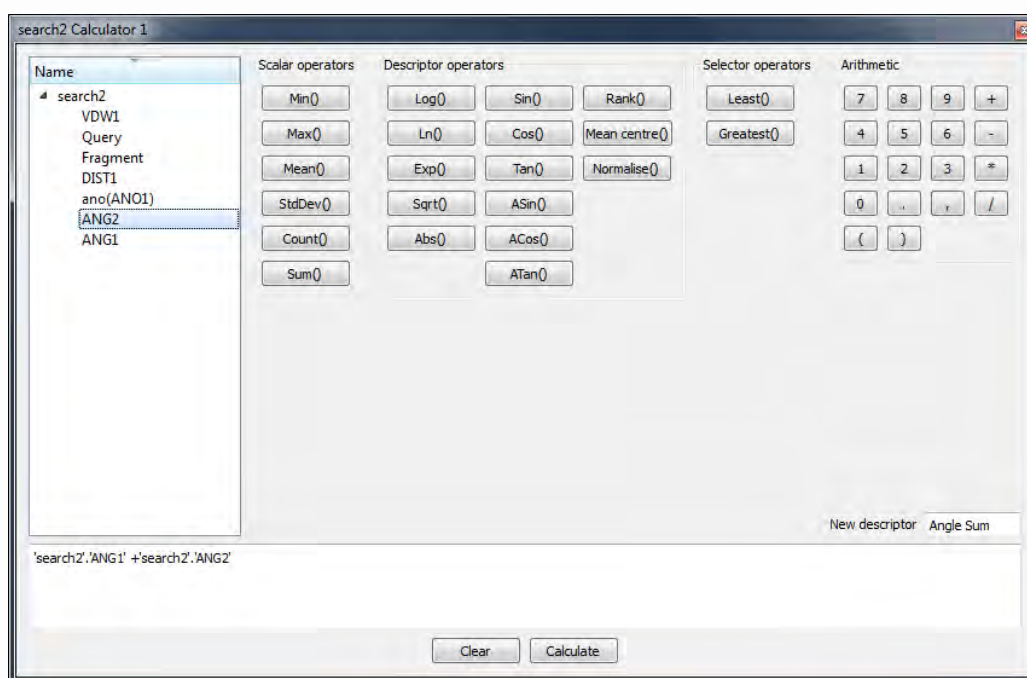 search2 Calculator 1
Name
search2
VDW1
Query
Fragment
DIST1
ano(ANO1)
ANG2
ANG1
Scalar operators
Min()
Max()
Mean()
StdDev()
Count()
Sum()
Descriptor operators
Log() Sin() Rank()
Ln() Cos() Mean centre()
Exp() Tan() Normalise()
Sqrt() ASin()
Abs() ACos()
ATan()
Selector operators
Least()
Greatest()
Arithmetic
7 8 9 +
4 5 6 -
1 2 3 *
0 . , /
( )
New descriptor Angle Sum
'search2'.'ANG1' +'search2'.'ANG2'
Clear Calculate